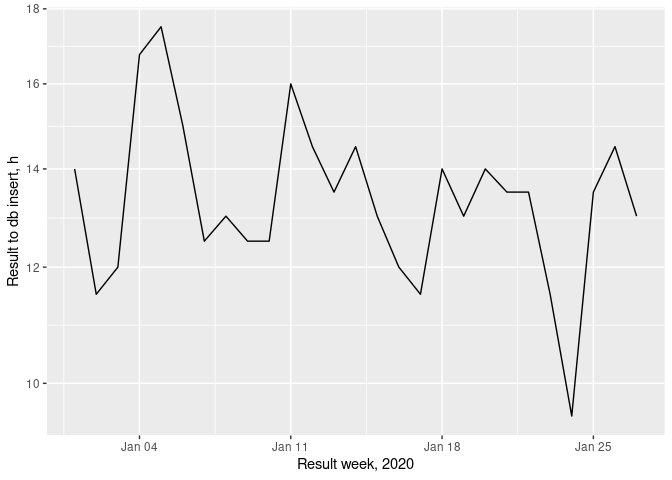 18
16
14
12
10
Result to db insert, h
Jan 04 Jan 11 Jan 18 Jan 25
Result week, 2020